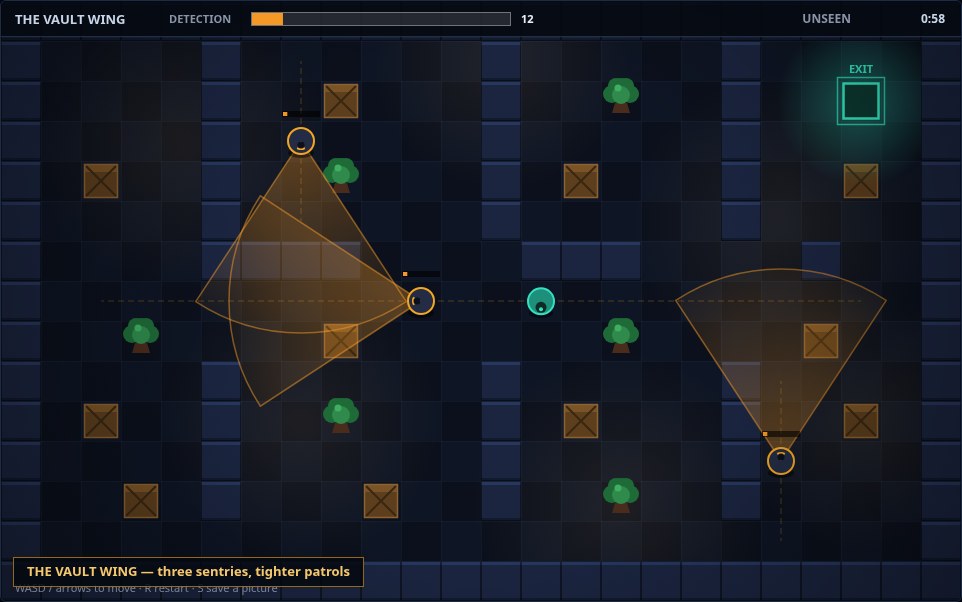 THE VAULT WING
DETECTION
12
UNSEEN
0:58
EXIT
THE VAULT WING — three sentries, tighter patrols
WASD / arrows to move · R restart · S save a picture